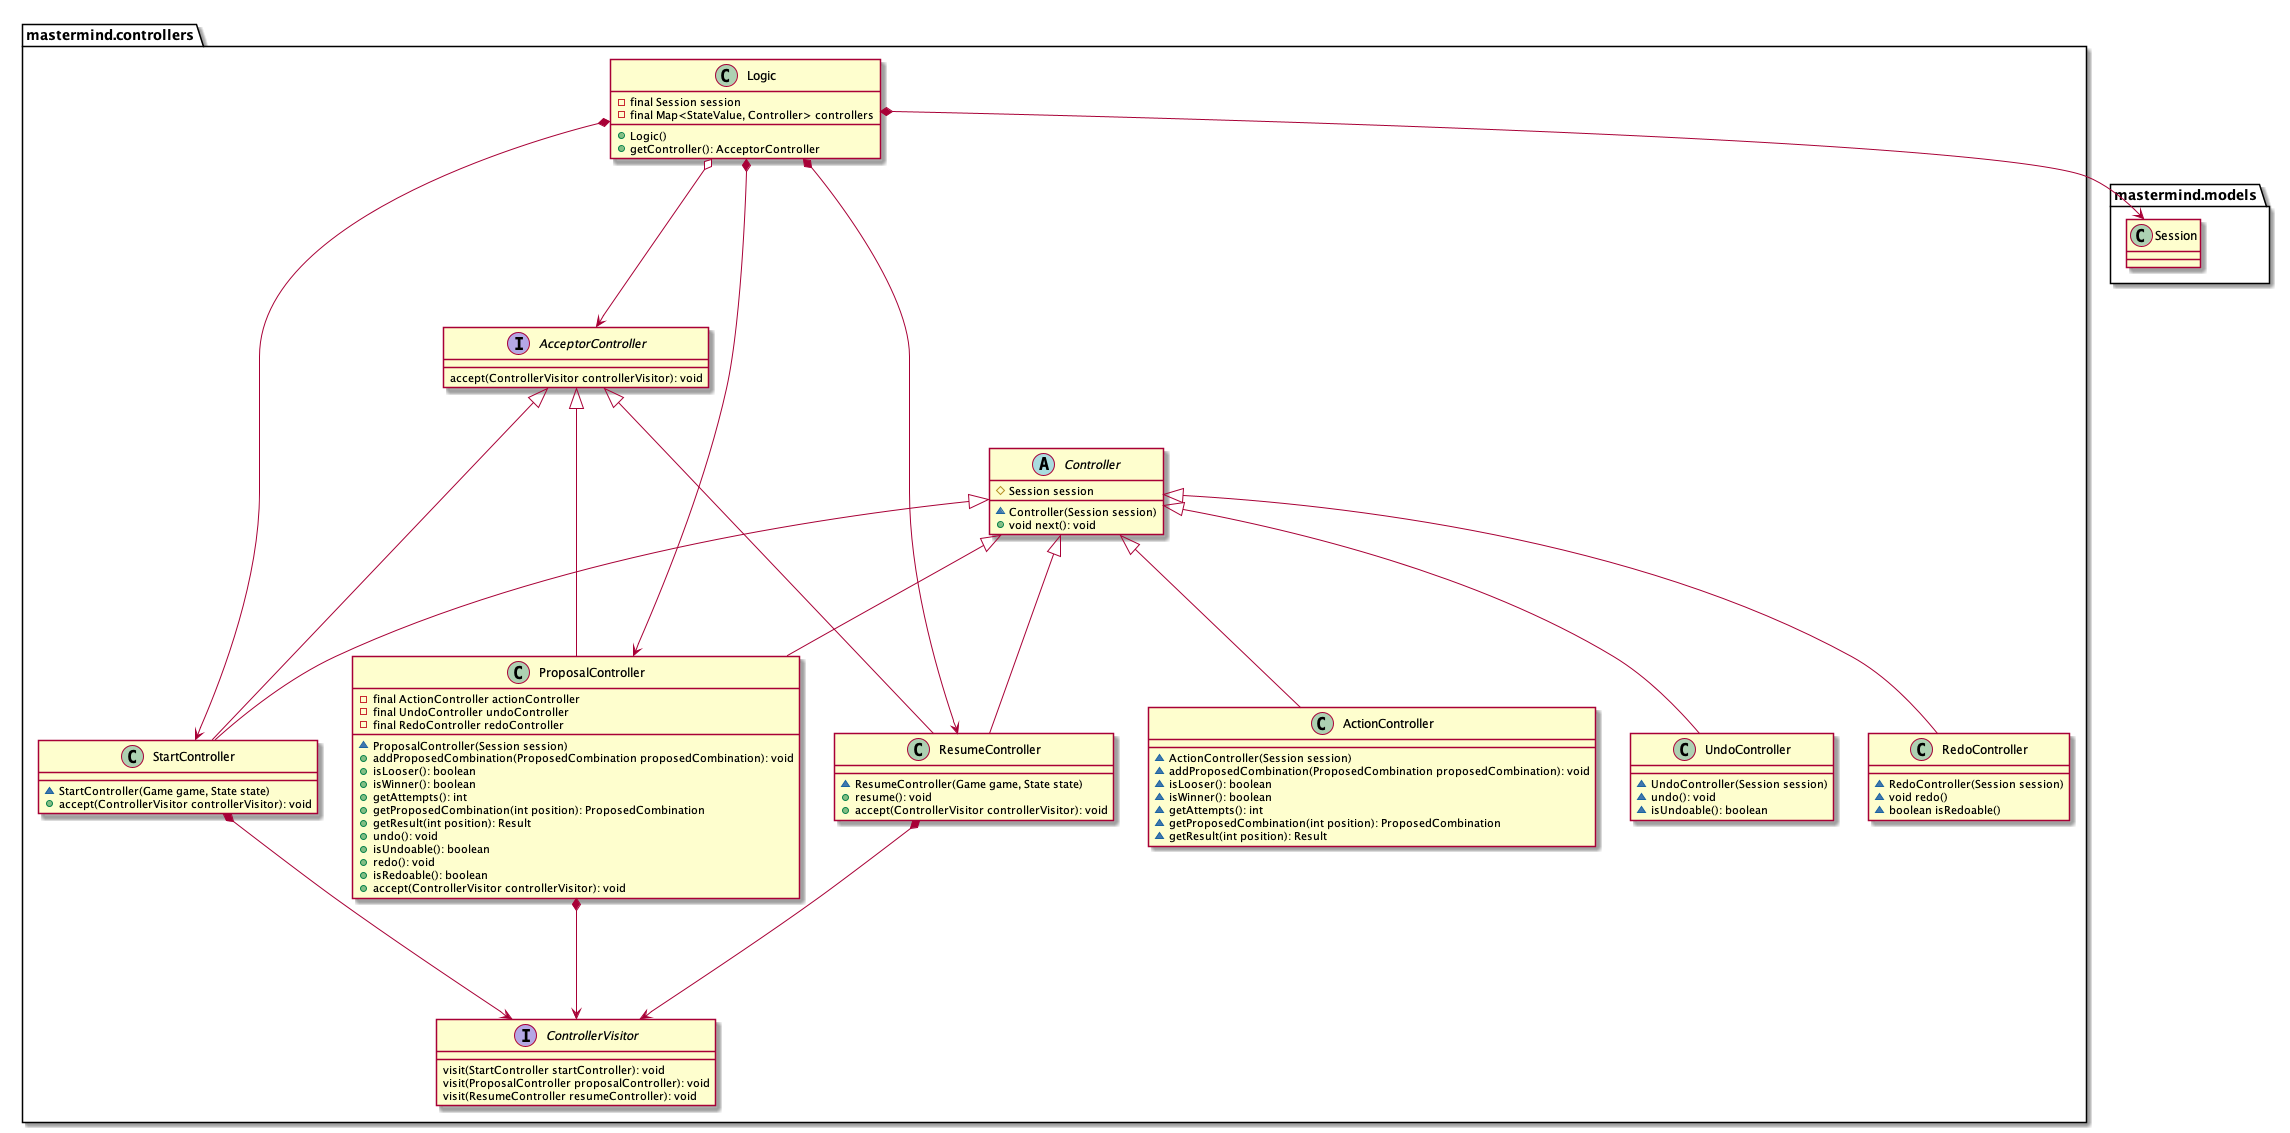 mastermind.controllers
C Logic
final Session session
final Map<StateValue, Controller> controllers
Logic()
getController(): AcceptorController
mastermind.models
C Session
I AcceptorController
accept(ControllerVisitor controllerVisitor): void
A Controller
Session session
Controller(Session session)
void next(): void
C ProposalController
final ActionController actionController
final UndoController undoController
final RedoController redoController
ProposalController(Session session)
addProposedCombination(ProposedCombination proposedCombination): void
isLooser(): boolean
isWinner(): boolean
getAttempts(): int
getProposedCombination(int position): ProposedCombination
getResult(int position): Result
undo(): void
isUndoable(): boolean
redo(): void
isRedoable(): boolean
accept(ControllerVisitor controllerVisitor): void
C StartController
StartController(Game game, State state)
accept(ControllerVisitor controllerVisitor): void
C ResumeController
ResumeController(Game game, State state)
resume(): void
accept(ControllerVisitor controllerVisitor): void
C ActionController
ActionController(Session session)
addProposedCombination(ProposedCombination proposedCombination): void
isLooser(): boolean
isWinner(): boolean
getAttempts(): int
getProposedCombination(int position): ProposedCombination
getResult(int position): Result
C UndoController
UndoController(Session session)
undo(): void
isUndoable(): boolean
C RedoController
RedoController(Session session)
void redo()
boolean isRedoable()
I ControllerVisitor
visit(StartController startController): void
visit(ProposalController proposalController): void
visit(ResumeController resumeController): void